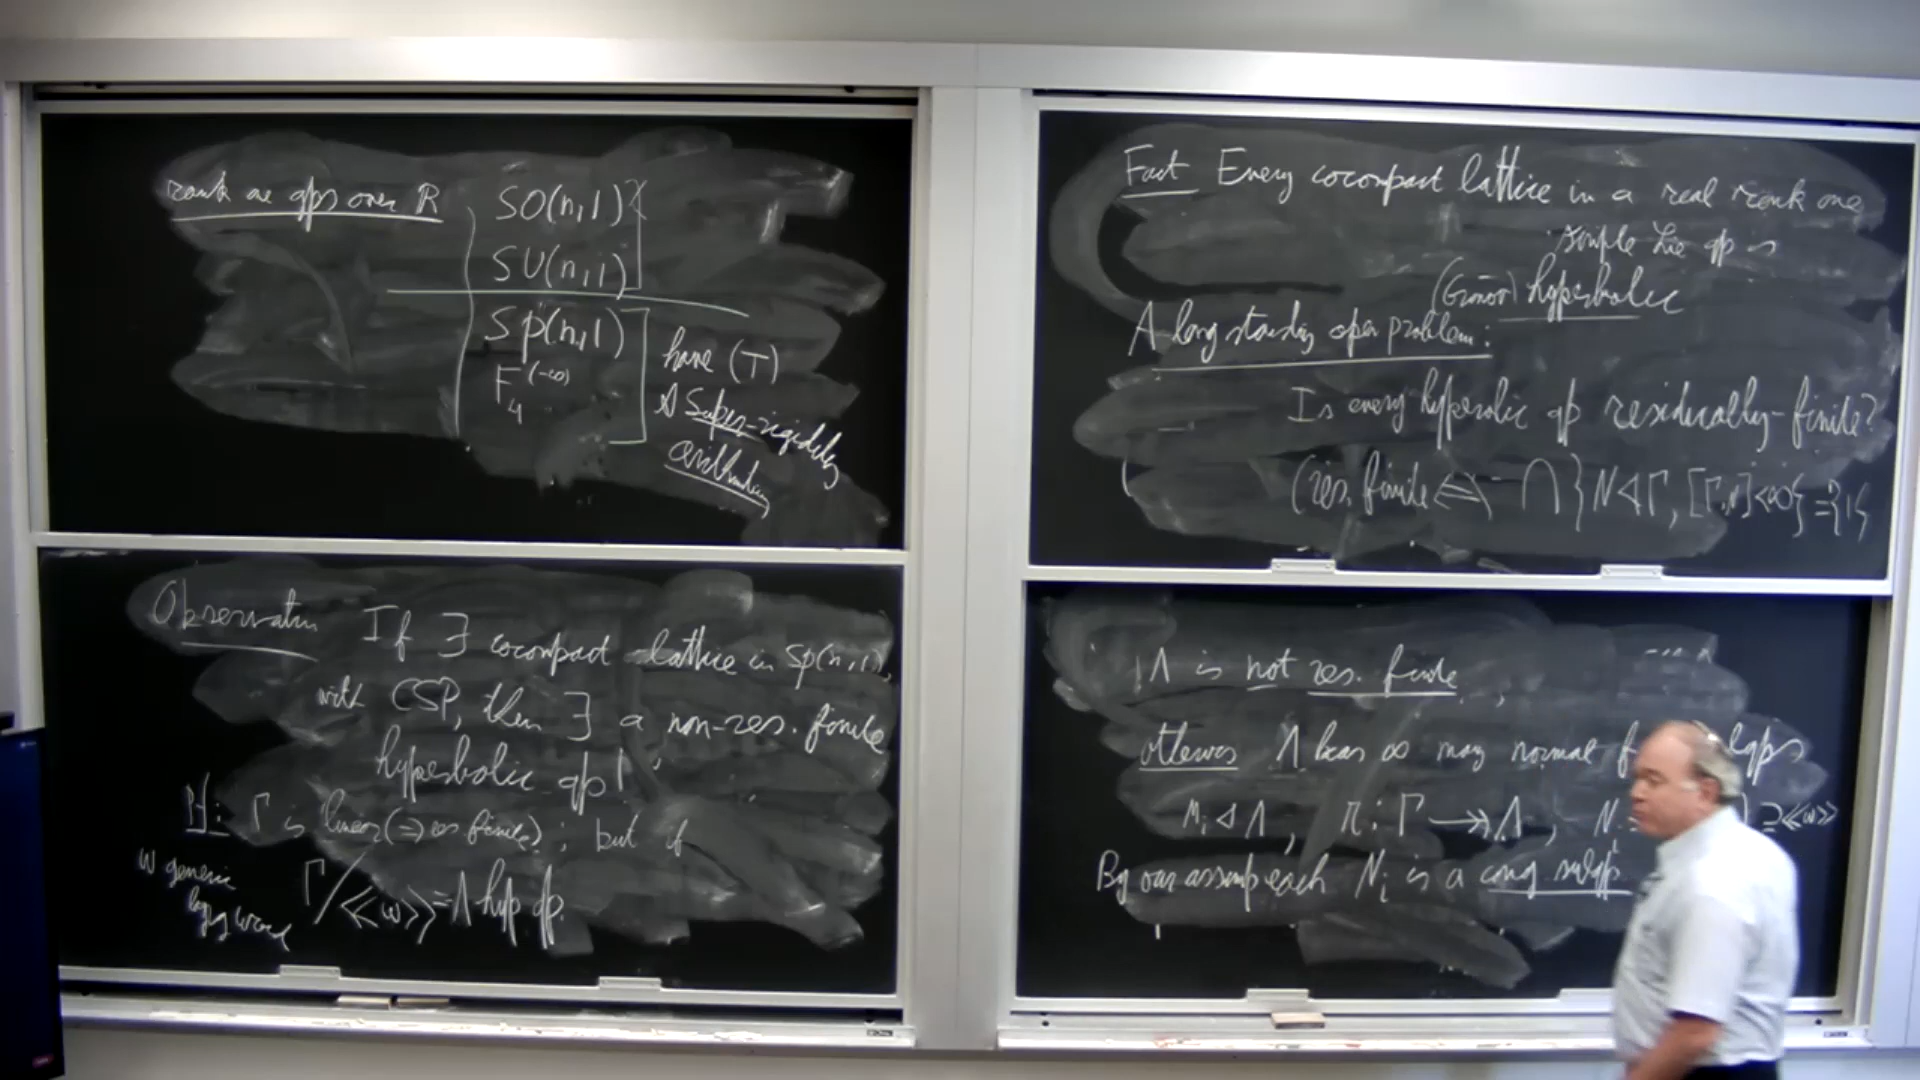 rank one gps over R
SO(n,1)
SU(n,1)
Sp(n,1)
F₄^(-20)
have (T)
& Super-rigidity
arithmeticity
Fact Every cocompact lattice in a real rank one
simple Lie gp is
(Gromov) hyperbolic
A long standing open problem:
Is every hyperbolic gp residually-finite?
(res. finite ⟺ ∩{N◁Γ, [Γ:N]<∞} = {1}
Observation If ∃ cocompact lattice in Sp(n,1),
with CSP, then ∃ a non-res. finite
hyperbolic gp!
Pf: Γ is linear (⇒ res finite); but if
w generic
long word
Γ/≪w≫ = Λ hyp gp.
Λ is not res. finite
otherwise Λ has ∞ many normal
Nᵢ ◁ Λ, π: Γ ↠ Λ, Nᵢ ⊇ ≪w≫
By our assump each Nᵢ is a cong subgp